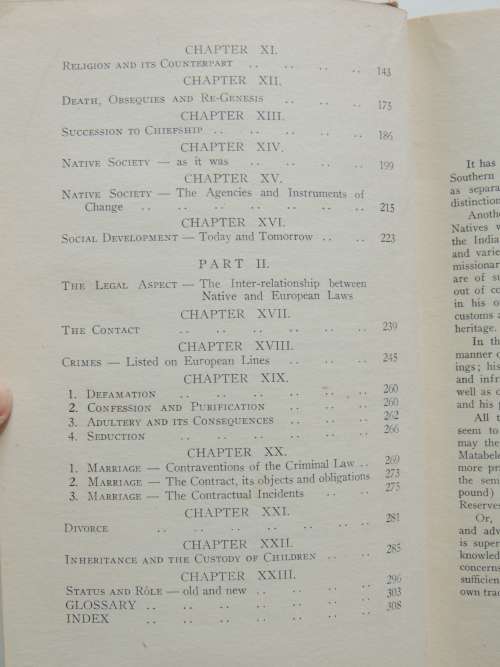 CHAPTER XI.
RELIGION AND ITS COUNTERPART .. .. .. .. 143
CHAPTER XII.
DEATH, OBSEQUIES AND RE-GENESIS .. .. .. 175
CHAPTER XIII.
SUCCESSION TO CHIEFSHIP .. .. .. .. .. 186
CHAPTER XIV.
NATIVE SOCIETY — as it was .. .. .. .. 199
CHAPTER XV.
NATIVE SOCIETY — The Agencies and Instruments of
Change .. .. .. .. .. .. .. 215
CHAPTER XVI.
SOCIAL DEVELOPMENT — Today and Tomorrow .. .. 223
PART II.
THE LEGAL ASPECT — The Inter-relationship between
Native and European Laws
CHAPTER XVII.
THE CONTACT .. .. .. .. .. .. 239
CHAPTER XVIII.
CRIMES — Listed on European Lines .. .. .. 245
CHAPTER XIX.
1. DEFAMATION .. .. .. .. .. .. 260
2. CONFESSION AND PURIFICATION .. .. .. 260
3. ADULTERY AND ITS CONSEQUENCES .. .. .. 262
4. SEDUCTION .. .. .. .. .. .. 266
CHAPTER XX.
1. MARRIAGE — Contraventions of the Criminal Law .. 269
2. MARRIAGE — The Contract, its objects and obligations 273
3. MARRIAGE — The Contractual Incidents .. .. 275
CHAPTER XXI.
DIVORCE .. .. .. .. .. .. 281
CHAPTER XXII.
INHERITANCE AND THE CUSTODY OF CHILDREN .. .. 285
CHAPTER XXIII.
STATUS AND RÔLE — old and new .. .. .. .. 296
GLOSSARY .. .. .. .. .. .. .. 303
INDEX .. .. .. .. .. .. .. 308
It has
Southern
as separa
distinction
Anothe
Natives w
the India
and varie
missionar
are of su
out of co
in his o
customs a
heritage.
In th
manner o
ings; his
and infr
well as o
and his p
All t
seem to
may the
Matabele
more pri
the sem
pound)
Reserves
Or,
and adv
is super
knowled
concerns
sufficien
own trad